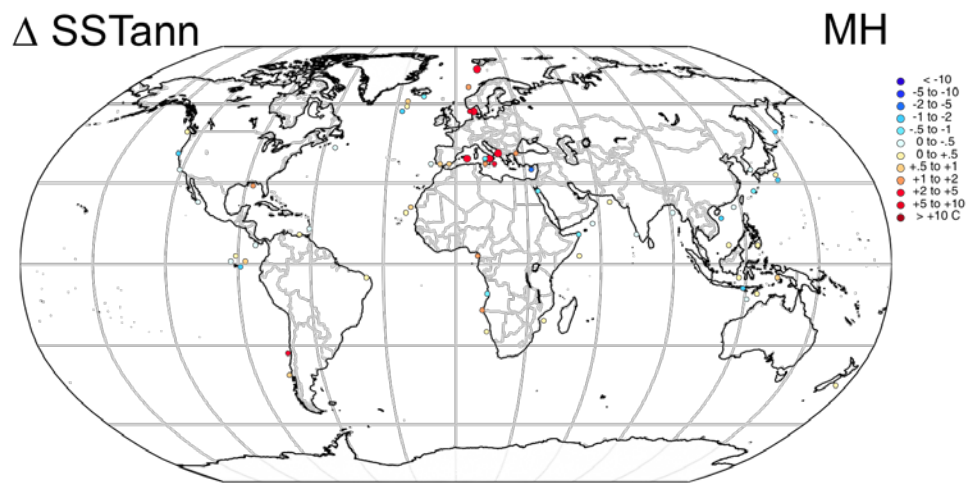 Δ SSTann
MH
< -10
-5 to -10
-2 to -5
-1 to -2
-.5 to -1
0 to -.5
0 to +.5
+.5 to +1
+1 to +2
+2 to +5
+5 to +10
> +10 C